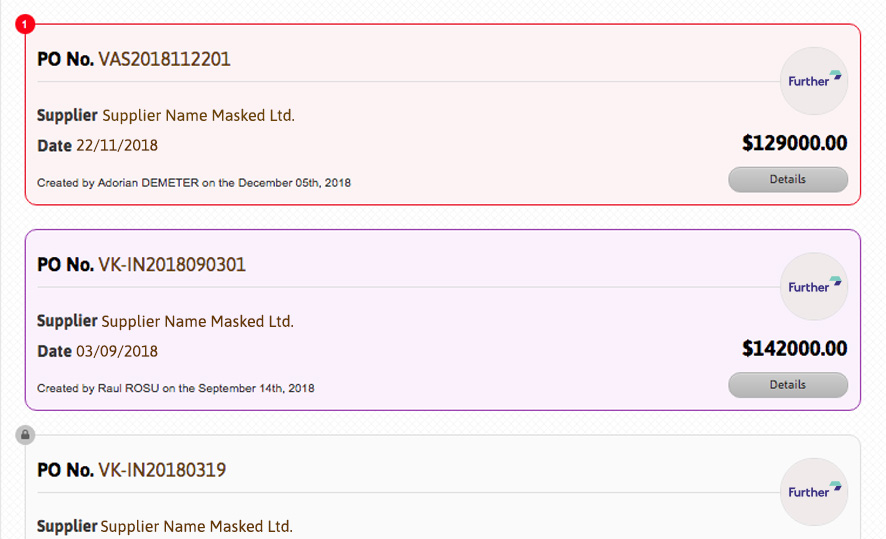 1
PO No. VAS2018112201
Further
Supplier Supplier Name Masked Ltd.
Date 22/11/2018
$129000.00
Created by Adorian DEMETER on the December 05th, 2018
Details
PO No. VK-IN2018090301
Further
Supplier Supplier Name Masked Ltd.
Date 03/09/2018
$142000.00
Created by Raul ROSU on the September 14th, 2018
Details
PO No. VK-IN20180319
Further
Supplier Supplier Name Masked Ltd.